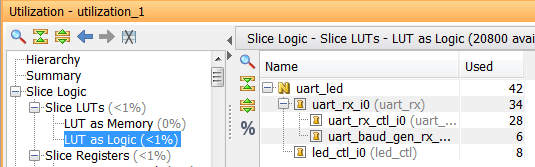 Utilization - utilization_1
Slice Logic - Slice LUTs - LUT as Logic (20800 avai
Hierarchy
Summary
Slice Logic
Slice LUTs (<1%)
LUT as Memory (0%)
LUT as Logic (<1%)
Slice Registers (<1%)
%
Name Used
N uart_led 42
uart_rx_i0 (uart_rx) 34
uart_rx_ctl_i0 (uart_... 28
uart_baud_gen_rx_... 6
led_ctl_i0 (led_ctl) 8